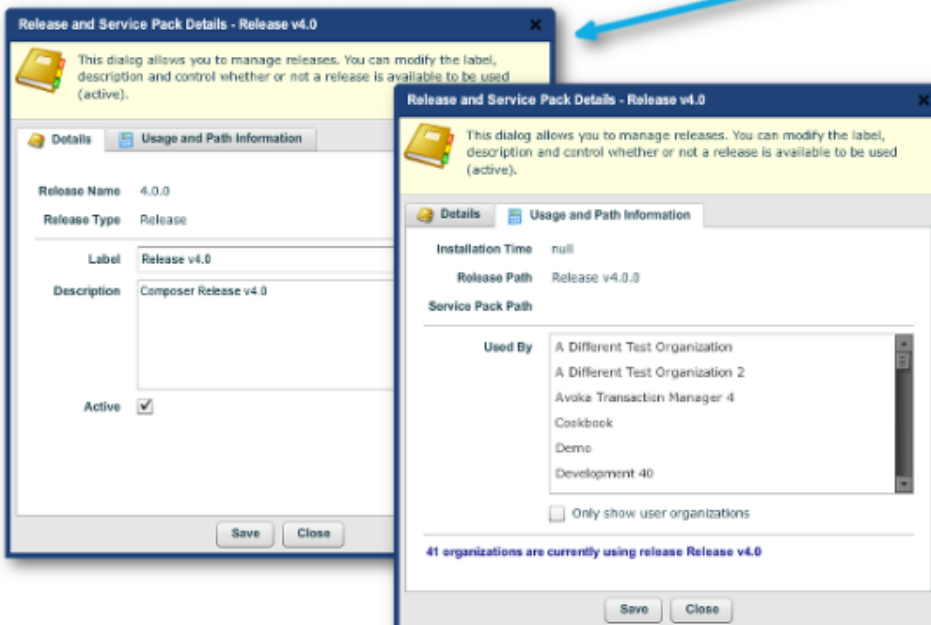 Release and Service Pack Details - Release v4.0
This dialog allows you to manage releases. You can modify the label,
description and control whether or not a release is available to be used
(active).
Details
Usage and Path Information
Release Name 4.0.0
Release Type Release
Label Release v4.0
Description Composer Release v4.0
Active
Save Close
Release and Service Pack Details - Release v4.0
This dialog allows you to manage releases. You can modify the label,
description and control whether or not a release is available to be used
(active).
Details
Usage and Path Information
Installation Time null
Release Path Release v4.0.0
Service Pack Path
Used By A Different Test Organization
A Different Test Organization 2
Avoka Transaction Manager 4
Cookbook
Demo
Development 40
Only show user organizations
41 organizations are currently using release Release v4.0
Save Close